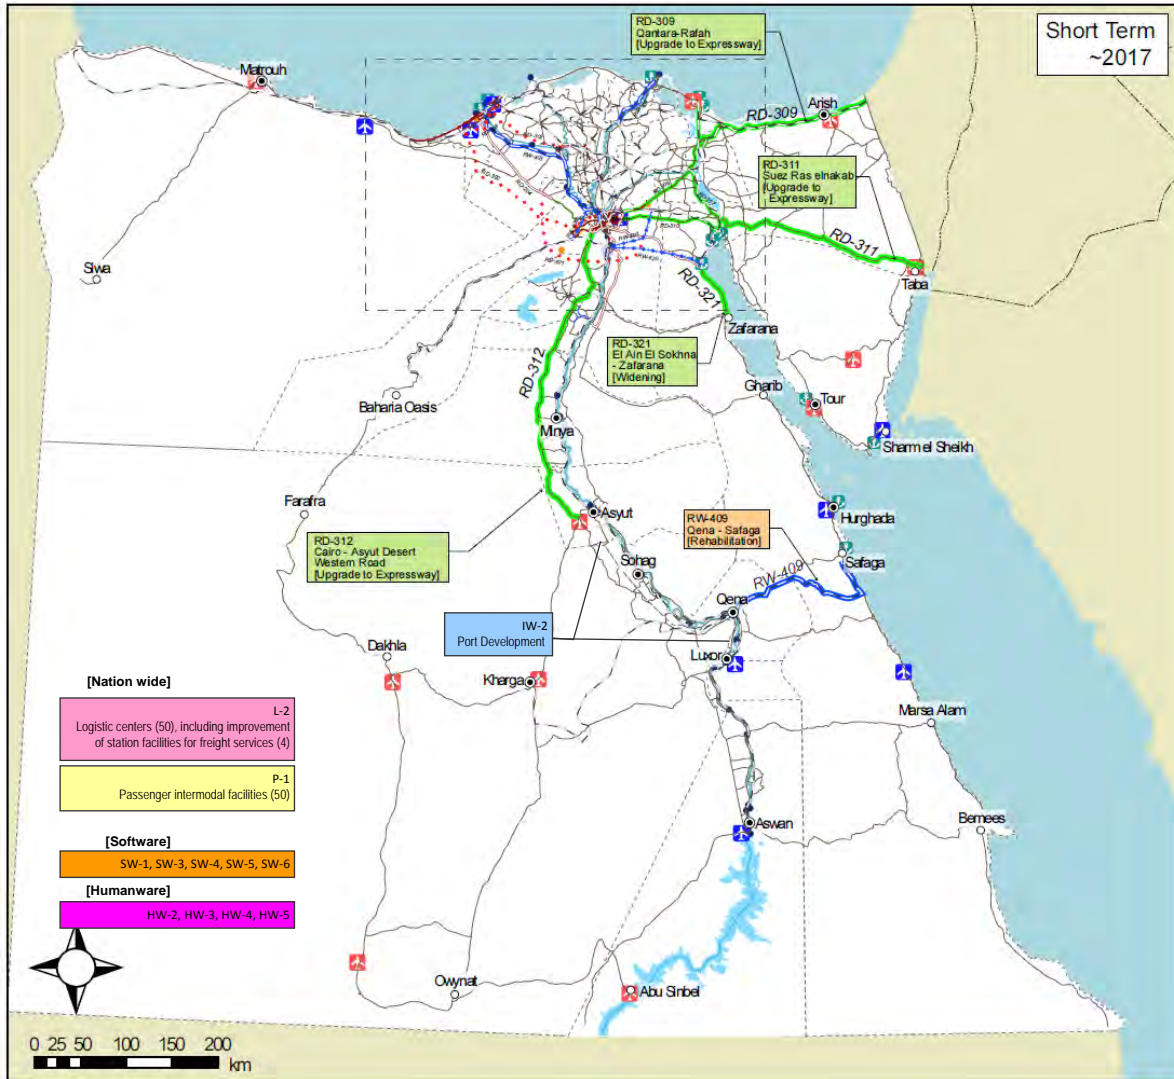 Short Term
~2017
RD-309
Qantara-Rafah
[Upgrade to Expressway]
Matrouh
Arish
RD-309
RD-311
Suez Ras elnakab
[Upgrade to
Expressway]
RD-311
Siwa
Taba
RD-321
Zafarana
RD-321
El Ain El Sokhna
- Zafarana
[Widening]
RD-312
Gharib
Baharia Oasis
Tour
Minya
Sharm el Sheikh
Farafra
Asyut
Hurghada
RW-409
Qena - Safaga
[Rehabilitation]
RD-312
Cairo - Asyut Desert
Western Road
[Upgrade to Expressway]
Safaga
Sohag
RW-409
Qena
IW-2
Port Development
Dakhla
Luxor
Kharga
[Nation wide]
L-2
Logistic centers (50), including improvement
of station facilities for freight services (4)
Marsa Alam
P-1
Passenger intermodal facilities (50)
Aswan
Bernees
[Software]
SW-1, SW-3, SW-4, SW-5, SW-6
[Humanware]
HW-2, HW-3, HW-4, HW-5
Owynat
Abu Sinbel
0 25 50 100 150 200
km